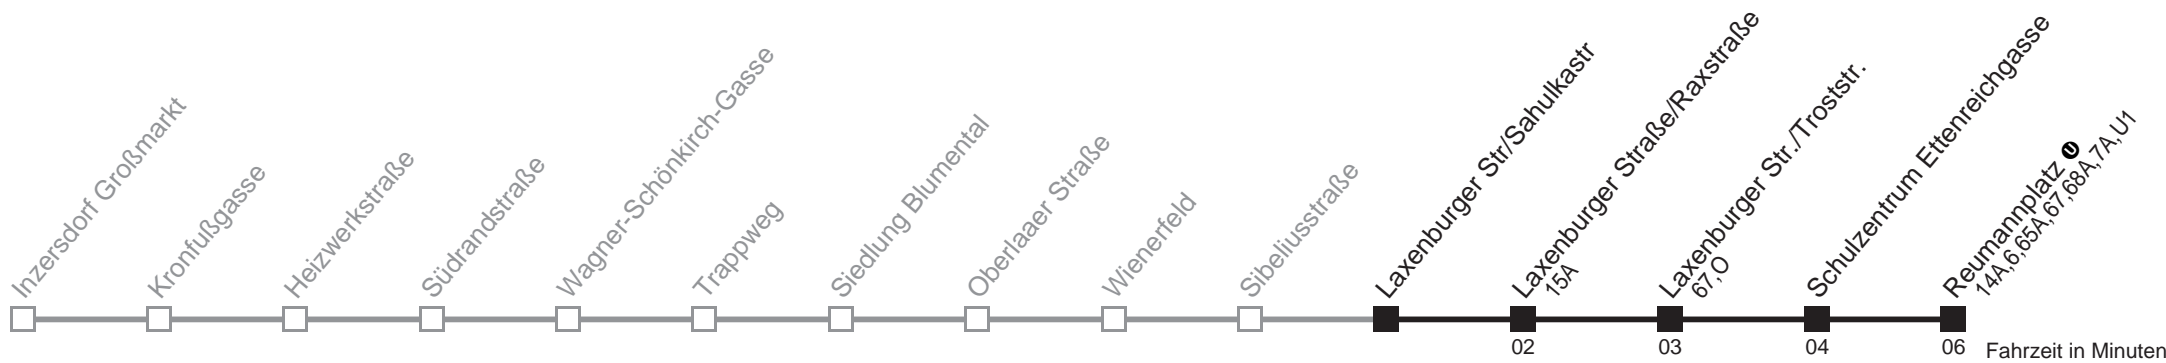 Inzersdorf Großmarkt
Kronfußgasse
Heizwerkstraße
Südrandstraße
Wagner-Schönkirch-Gasse
Trappweg
Siedlung Blumental
Oberlaaer Straße
Wienerfeld
Sibeliusstraße
Laxenburger Str/Sahulkastr
Laxenburger Straße/Raxstraße
15A
Laxenburger Str./Troststr.
67,O
Schulzentrum Ettenreichgasse
Reumannplatz U
14A,6,65A,67,68A,7A,U1
02 03 04 06 Fahrzeit in Minuten